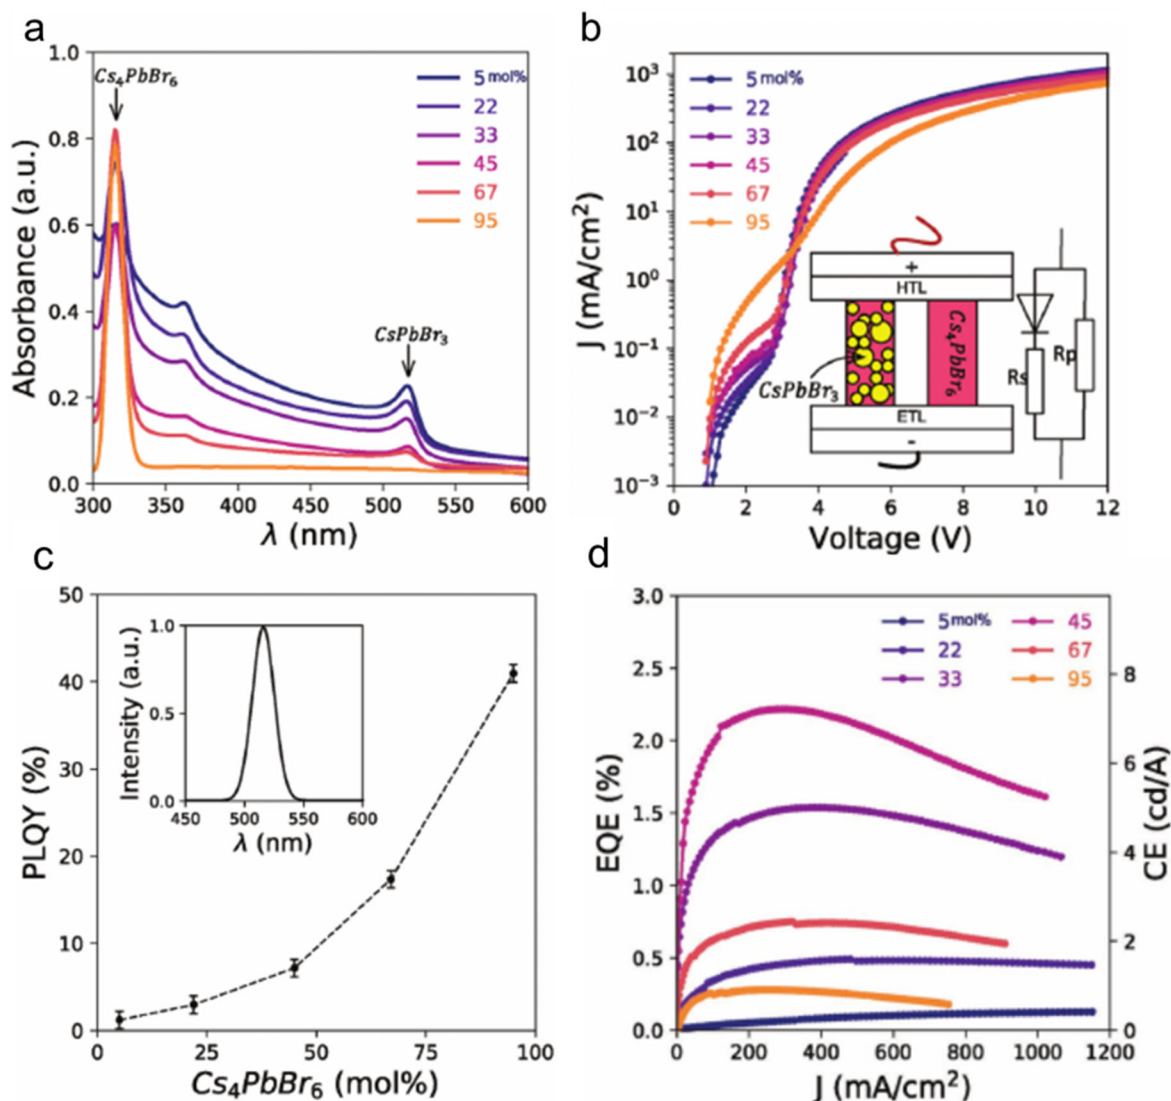 a
1.0
0.8
0.6
0.4
0.2
0.0
Absorbance (a.u.)
Cs₄PbBr₆
CsPbBr₃
5 mol%
22
33
45
67
95
300 350 400 450 500 550 600
λ (nm)
b
10³
10²
10¹
10⁰
10⁻¹
10⁻²
10⁻³
J (mA/cm²)
5 mol%
22
33
45
67
95
+
HTL
Cs₄PbBr₆
CsPbBr₃
ETL
-
Rs
Rp
0 2 4 6 8 10 12
Voltage (V)
c
50
40
30
20
10
0
PLQY (%)
1.0
0.5
0.0
Intensity (a.u.)
450 500 550 600
λ (nm)
0 25 50 75 100
Cs₄PbBr₆ (mol%)
d
3.0
2.5
2.0
1.5
1.0
0.5
0.0
EQE (%)
5 mol%
22
33
45
67
95
8
6
4
2
0
CE (cd/A)
0 200 400 600 800 1000 1200
J (mA/cm²)